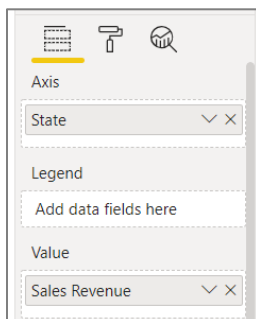 Axis
State
Legend
Add data fields here
Value
Sales Revenue